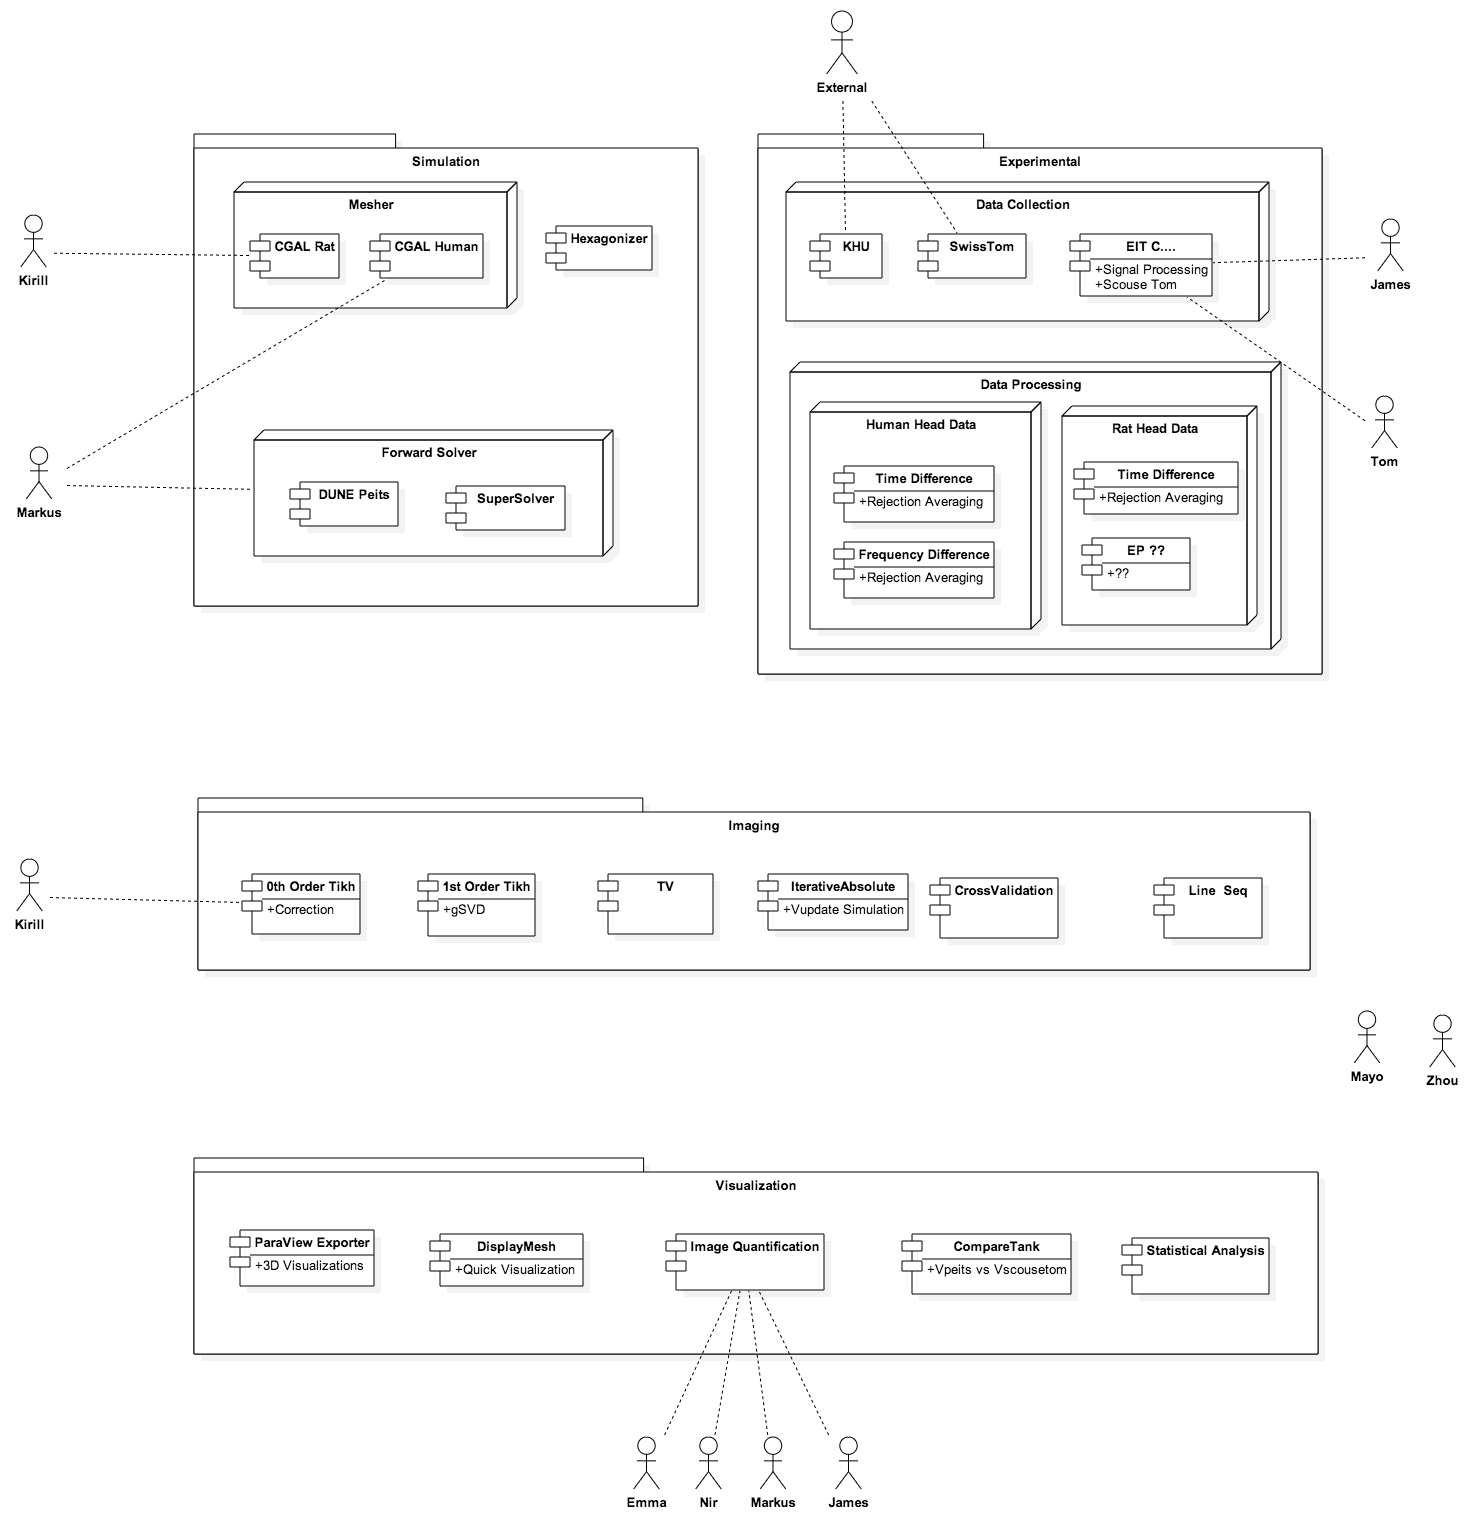 External
Simulation
Mesher
CGAL Rat
CGAL Human
Hexagonizer
Kirill
Markus
Forward Solver
DUNE Peits
SuperSolver
Experimental
Data Collection
KHU
SwissTom
EIT C....
+Signal Processing
+Scouse Tom
James
Tom
Data Processing
Human Head Data
Time Difference
+Rejection Averaging
Frequency Difference
+Rejection Averaging
Rat Head Data
Time Difference
+Rejection Averaging
EP ??
+??
Imaging
Kirill
0th Order Tikh
+Correction
1st Order Tikh
+gSVD
TV
IterativeAbsolute
+Vupdate Simulation
CrossValidation
Line Seq
Mayo
Zhou
Visualization
ParaView Exporter
+3D Visualizations
DisplayMesh
+Quick Visualization
Image Quantification
CompareTank
+Vpeits vs Vscousetom
Statistical Analysis
Emma
Nir
Markus
James